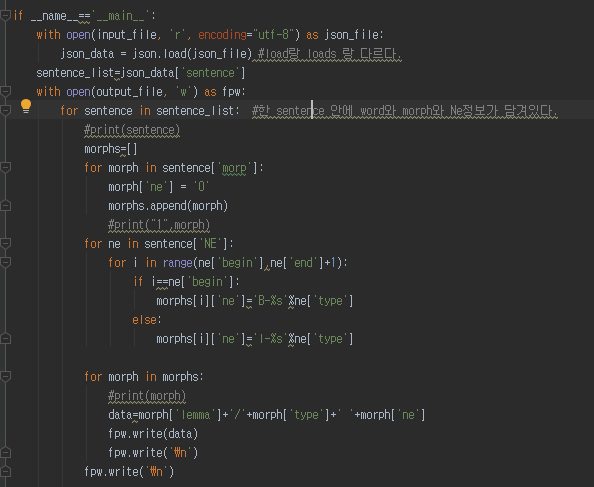 if __name__=='__main__':
    with open(input_file, 'r', encoding="utf-8") as json_file:
        json_data = json.load(json_file) #load랑 loads 랑 다르다.
    sentence_list=json_data['sentence']
    with open(output_file, 'w') as fpw:
        for sentence in sentence_list:  #한 sentence 안에 word와 morph와 Ne정보가 담겨있다.
            #print(sentence)
            morphs=[]
            for morph in sentence['morp']:
                morph['ne'] = 'O'
                morphs.append(morph)
                #print("1",morph)
            for ne in sentence['NE']:
                for i in range(ne['begin'],ne['end']+1):
                    if i==ne['begin']:
                        morphs[i]['ne']='B-%s'%ne['type']
                    else:
                        morphs[i]['ne']='I-%s'%ne['type']
            for morph in morphs:
                #print(morph)
                data=morph['lemma']+'/'+morph['type']+' '+morph['ne']
                fpw.write(data)
                fpw.write('₩n')
            fpw.write('₩n')